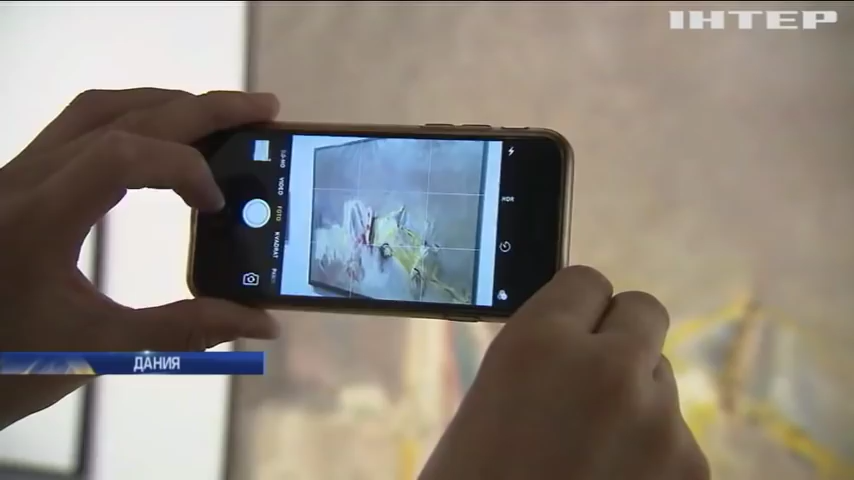 ІНТЕР
VIDEO
FOTO
KVADRAT
HDR
ДАНИЯ